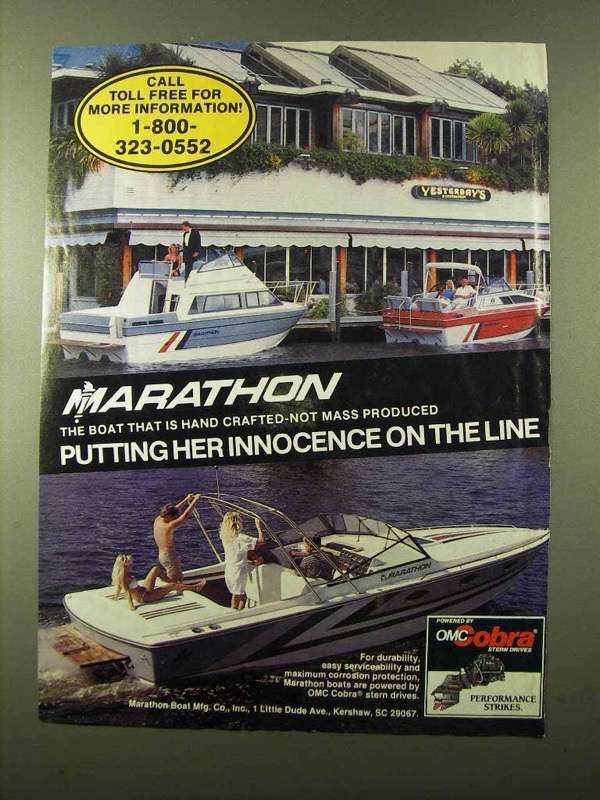 CALL
TOLL FREE FOR
MORE INFORMATION!
1-800-
323-0552
YESTERDAY'S
MARATHON
THE BOAT THAT IS HAND CRAFTED-NOT MASS PRODUCED
PUTTING HER INNOCENCE ON THE LINE
MARATHON
For durability,
easy serviceability and
maximum corrosion protection,
Marathon boats are powered by
OMC Cobra® stern drives.
Marathon Boat Mfg. Co., Inc., 1 Little Dude Ave., Kershaw, SC 29067.
POWERED BY
OMC Cobra®
STERN DRIVES
PERFORMANCE
STRIKES.